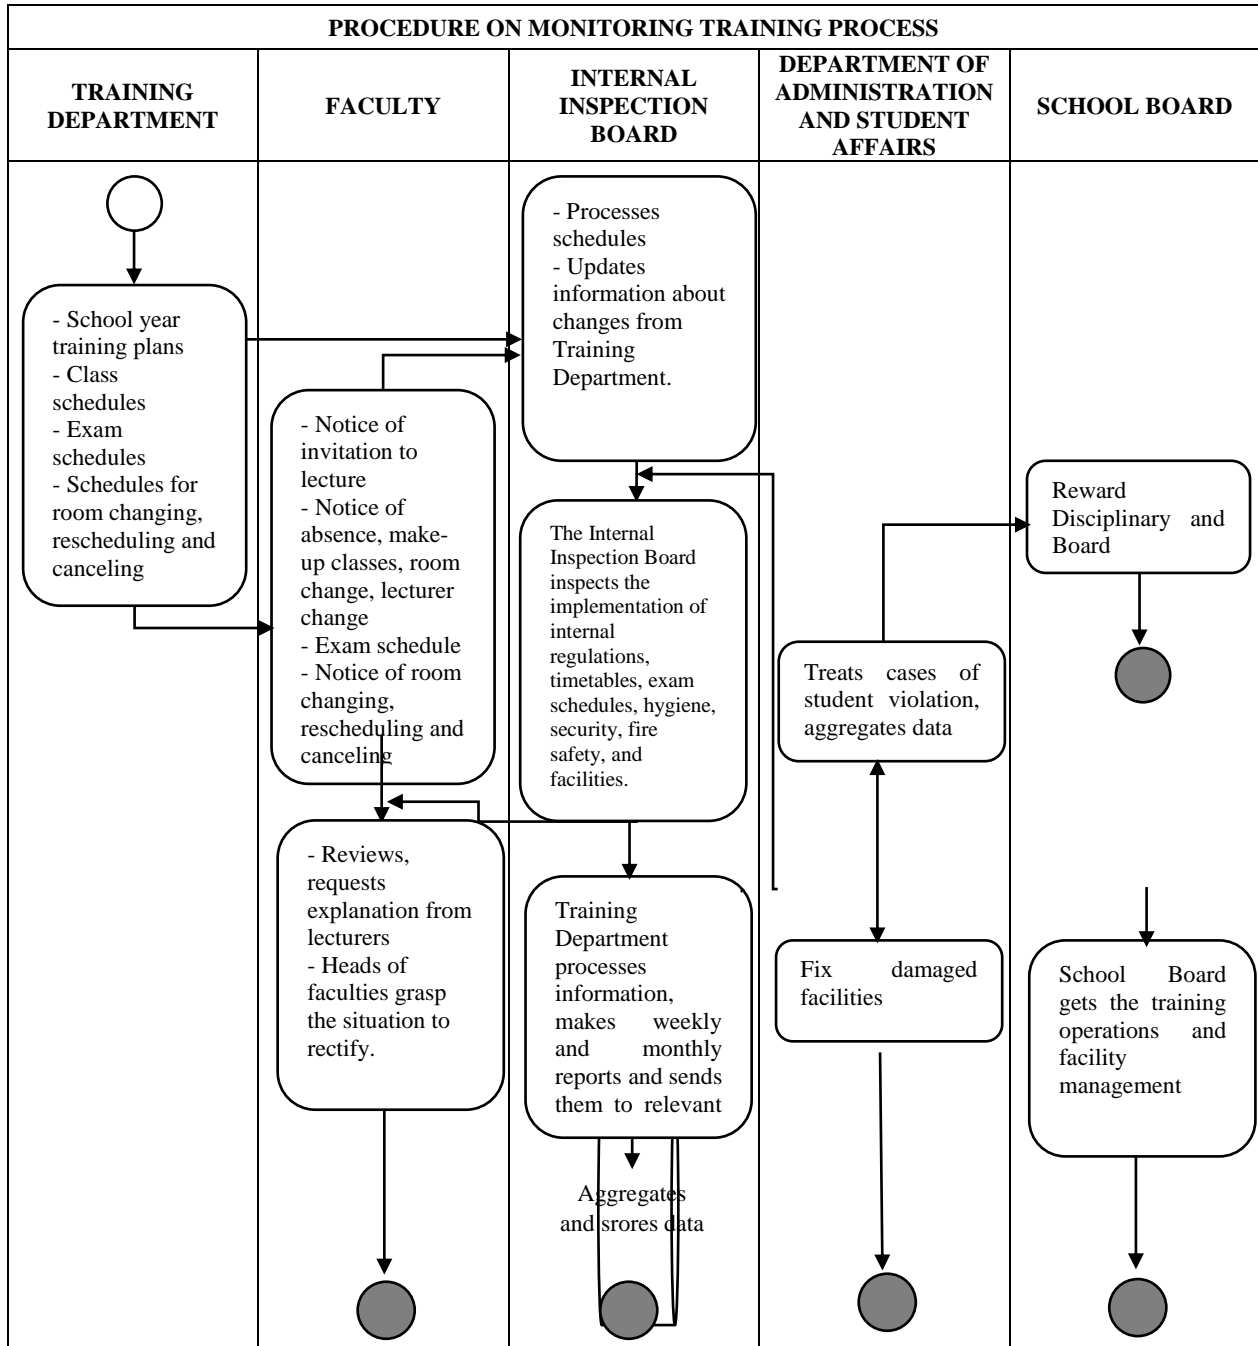 PROCEDURE ON MONITORING TRAINING PROCESS
TRAINING
DEPARTMENT
FACULTY
INTERNAL
INSPECTION
BOARD
DEPARTMENT OF
ADMINISTRATION
AND STUDENT
AFFAIRS
SCHOOL BOARD
- School year
training plans
- Class
schedules
- Exam
schedules
- Schedules for
room changing,
rescheduling and
canceling
- Notice of
invitation to
lecture
- Notice of
absence, make-
up classes, room
change, lecturer
change
- Exam schedule
- Notice of room
changing,
rescheduling and
canceling
- Reviews,
requests
explanation from
lecturers
- Heads of
faculties grasp
the situation to
rectify.
- Processes
schedules
- Updates
information about
changes from
Training
Department.
The Internal
Inspection Board
inspects the
implementation of
internal
regulations,
timetables, exam
schedules, hygiene,
security, fire
safety, and
facilities.
Training
Department
processes
information,
makes weekly
and monthly
reports and sends
them to relevant
Aggregates
and srores data
Treats cases of
student violation,
aggregates data
Fix damaged
facilities
Reward
Disciplinary and
Board
School Board
gets the training
operations and
facility
management